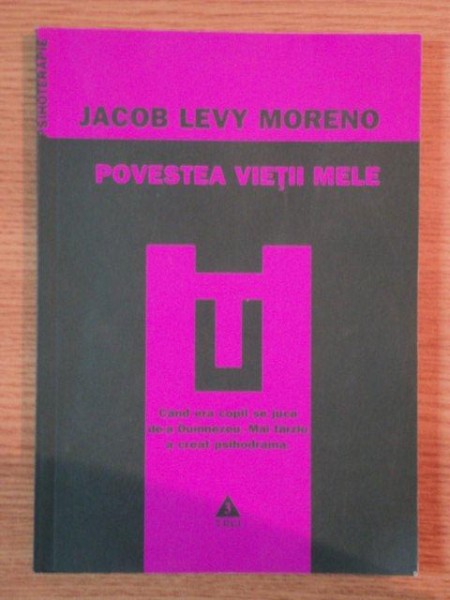 PSIHOTERAPIE
JACOB LEVY MORENO
POVESTEA VIEȚII MELE
Când era copil se juca
de-a Dumnezeu. Mai târziu
a creat psihodrama.
3
TREI